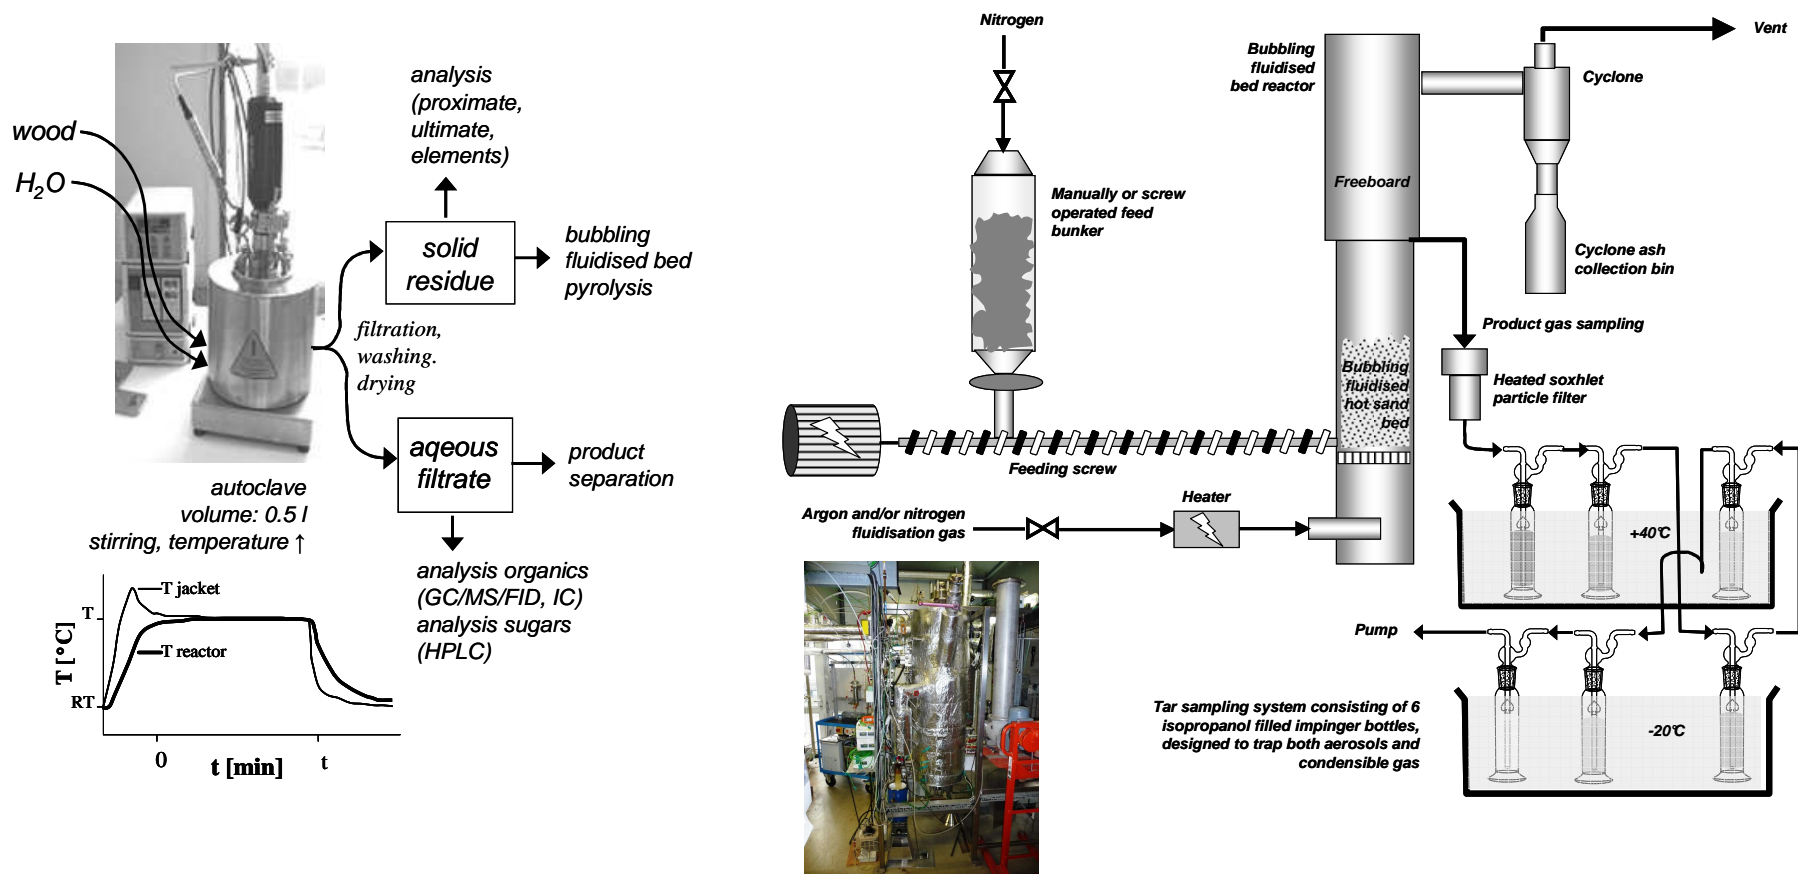 wood
H2O
analysis
(proximate,
ultimate,
elements)
solid
residue
bubbling
fluidised bed
pyrolysis
filtration,
washing.
drying
aqeous
filtrate
product
separation
autoclave
volume: 0.5 l
stirring, temperature ↑
analysis organics
(GC/MS/FID, IC)
analysis sugars
(HPLC)
T jacket
T
T reactor
T [°C]
RT
0
t [min]
t
Nitrogen
Bubbling
fluidised
bed reactor
Vent
Cyclone
Freeboard
Manually or screw
operated feed
bunker
Cyclone ash
collection bin
Product gas sampling
Bubbling
fluidised
hot sand
bed
Heated soxhlet
particle filter
Feeding screw
Heater
Argon and/or nitrogen
fluidisation gas
+40°C
Pump
Tar sampling system consisting of 6
isopropanol filled impinger bottles,
designed to trap both aerosols and
condensible gas
-20°C